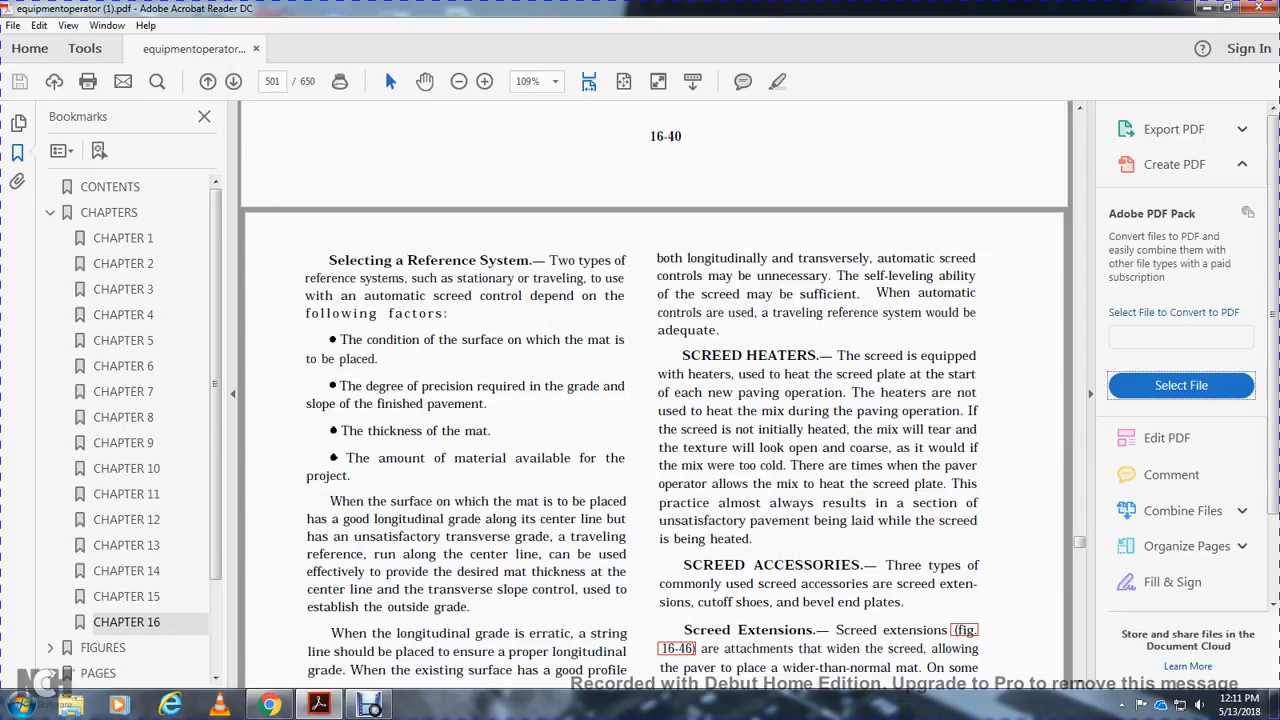 equipmentoperator (1).pdf - Adobe Acrobat Reader DC
File Edit View Window Help
Home Tools equipmentoperator... × Sign In
501 / 650 109%
Bookmarks
CONTENTS
CHAPTERS
CHAPTER 1
CHAPTER 2
CHAPTER 3
CHAPTER 4
CHAPTER 5
CHAPTER 6
CHAPTER 7
CHAPTER 8
CHAPTER 9
CHAPTER 10
CHAPTER 11
CHAPTER 12
CHAPTER 13
CHAPTER 14
CHAPTER 15
CHAPTER 16
FIGURES
PAGES
16-40
Selecting a Reference System.— Two types of
reference systems, such as stationary or traveling, to use
with an automatic screed control depend on the
following factors:
● The condition of the surface on which the mat is
to be placed.
● The degree of precision required in the grade and
slope of the finished pavement.
● The thickness of the mat.
● The amount of material available for the
project.
When the surface on which the mat is to be placed
has a good longitudinal grade along its center line but
has an unsatisfactory transverse grade, a traveling
reference, run along the center line, can be used
effectively to provide the desired mat thickness at the
center line and the transverse slope control, used to
establish the outside grade.
When the longitudinal grade is erratic, a string
line should be placed to ensure a proper longitudinal
grade. When the existing surface has a good profile
both longitudinally and transversely, automatic screed
controls may be unnecessary. The self-leveling ability
of the screed may be sufficient. When automatic
controls are used, a traveling reference system would be
adequate.
SCREED HEATERS.— The screed is equipped
with heaters, used to heat the screed plate at the start
of each new paving operation. The heaters are not
used to heat the mix during the paving operation. If
the screed is not initially heated, the mix will tear and
the texture will look open and coarse, as it would if
the mix were too cold. There are times when the paver
operator allows the mix to heat the screed plate. This
practice almost always results in a section of
unsatisfactory pavement being laid while the screed
is being heated.
SCREED ACCESSORIES.— Three types of
commonly used screed accessories are screed exten-
sions, cutoff shoes, and bevel end plates.
Screed Extensions.— Screed extensions (fig.
16-46) are attachments that widen the screed, allowing
the paver to place a wider-than-normal mat. On some
Export PDF
Create PDF
Adobe PDF Pack
Convert files to PDF and
easily combine them with
other file types with a paid
subscription
Select File to Convert to PDF
Select File
Edit PDF
Comment
Combine Files
Organize Pages
Fill & Sign
Store and share files in the
Document Cloud
Learn More
NCH
Software
Recorded with Debut Home Edition. Upgrade to Pro to remove this message
12:11 PM
5/13/2018